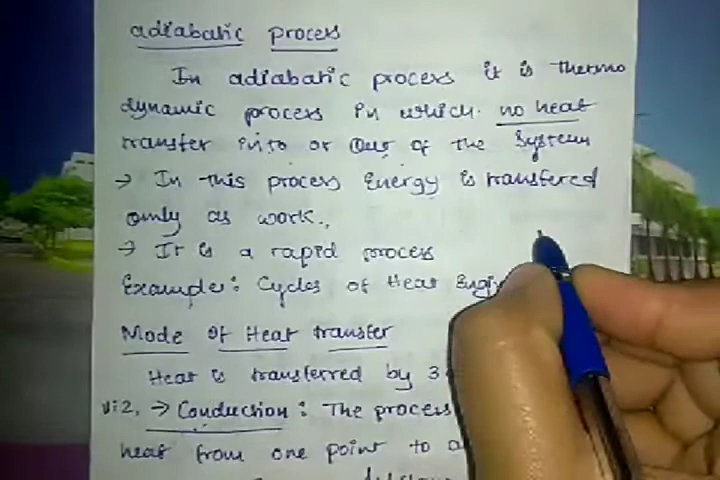 adiabatic process
In adiabatic process it is thermo
dynamic process in which no heat
transfer into or Out of the System
→ In this process Energy is transfered
only as work.,
→ It is a rapid process
Example: Cycles of Heat
Mode Of Heat transfer
Heat is transferred by 3
viz, → Conduction : The process
heat from one point to